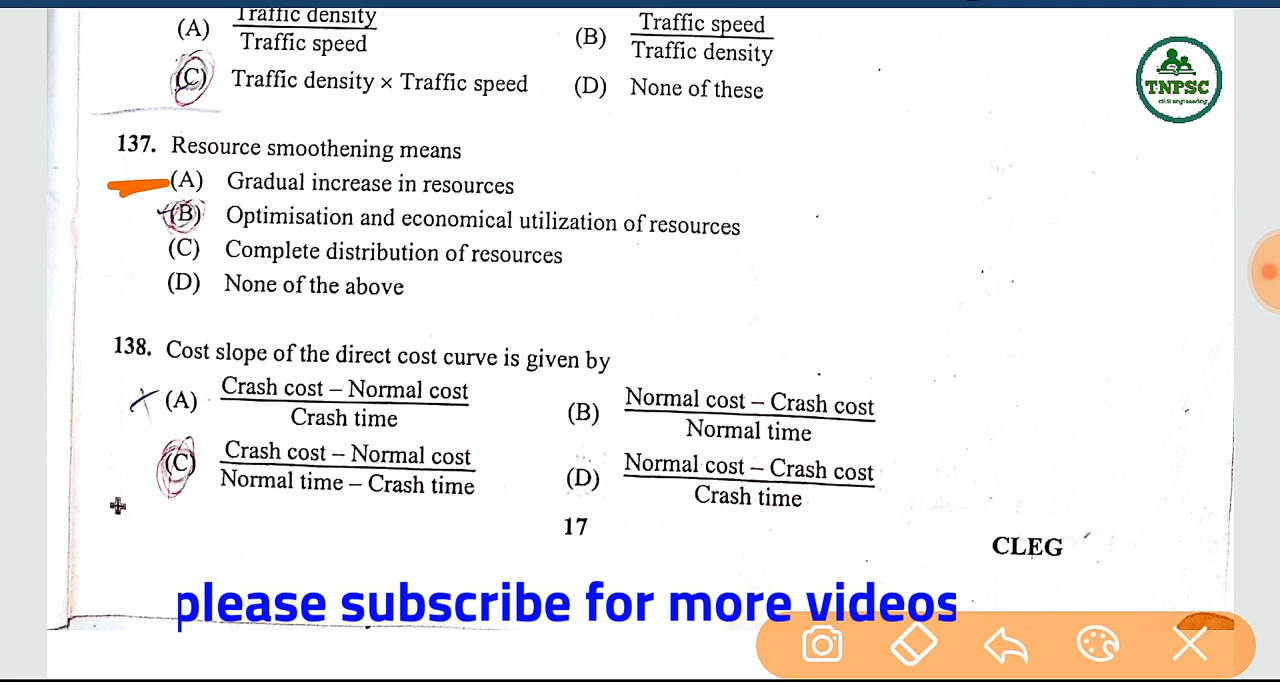 (A) Traffic density
Traffic speed
(B) Traffic speed
Traffic density
(C) Traffic density × Traffic speed (D) None of these
TNPSC
civil engineering
137. Resource smoothening means
(A) Gradual increase in resources
(B) Optimisation and economical utilization of resources
(C) Complete distribution of resources
(D) None of the above
138. Cost slope of the direct cost curve is given by
(A) Crash cost – Normal cost
Crash time
(B) Normal cost – Crash cost
Normal time
(C) Crash cost – Normal cost
Normal time – Crash time
(D) Normal cost – Crash cost
Crash time
17
CLEG
please subscribe for more videos